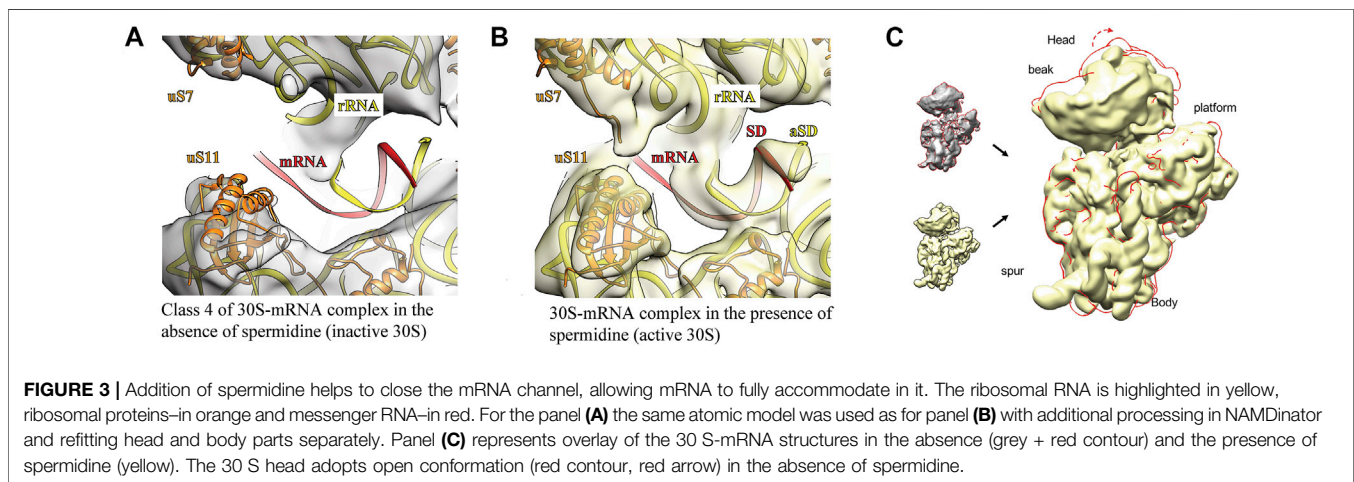 A
uS7
rRNA
uS11
mRNA
Class 4 of 30S-mRNA complex in the
absence of spermidine (inactive 30S)
B
uS7
rRNA
SD
aSD
uS11
mRNA
30S-mRNA complex in the presence of
spermidine (active 30S)
C
Head
beak
platform
spur
Body
FIGURE 3 | Addition of spermidine helps to close the mRNA channel, allowing mRNA to fully accommodate in it. The ribosomal RNA is highlighted in yellow,
ribosomal proteins–in orange and messenger RNA–in red. For the panel (A) the same atomic model was used as for panel (B) with additional processing in NAMDinator
and refitting head and body parts separately. Panel (C) represents overlay of the 30 S-mRNA structures in the absence (grey + red contour) and the presence of
spermidine (yellow). The 30 S head adopts open conformation (red contour, red arrow) in the absence of spermidine.